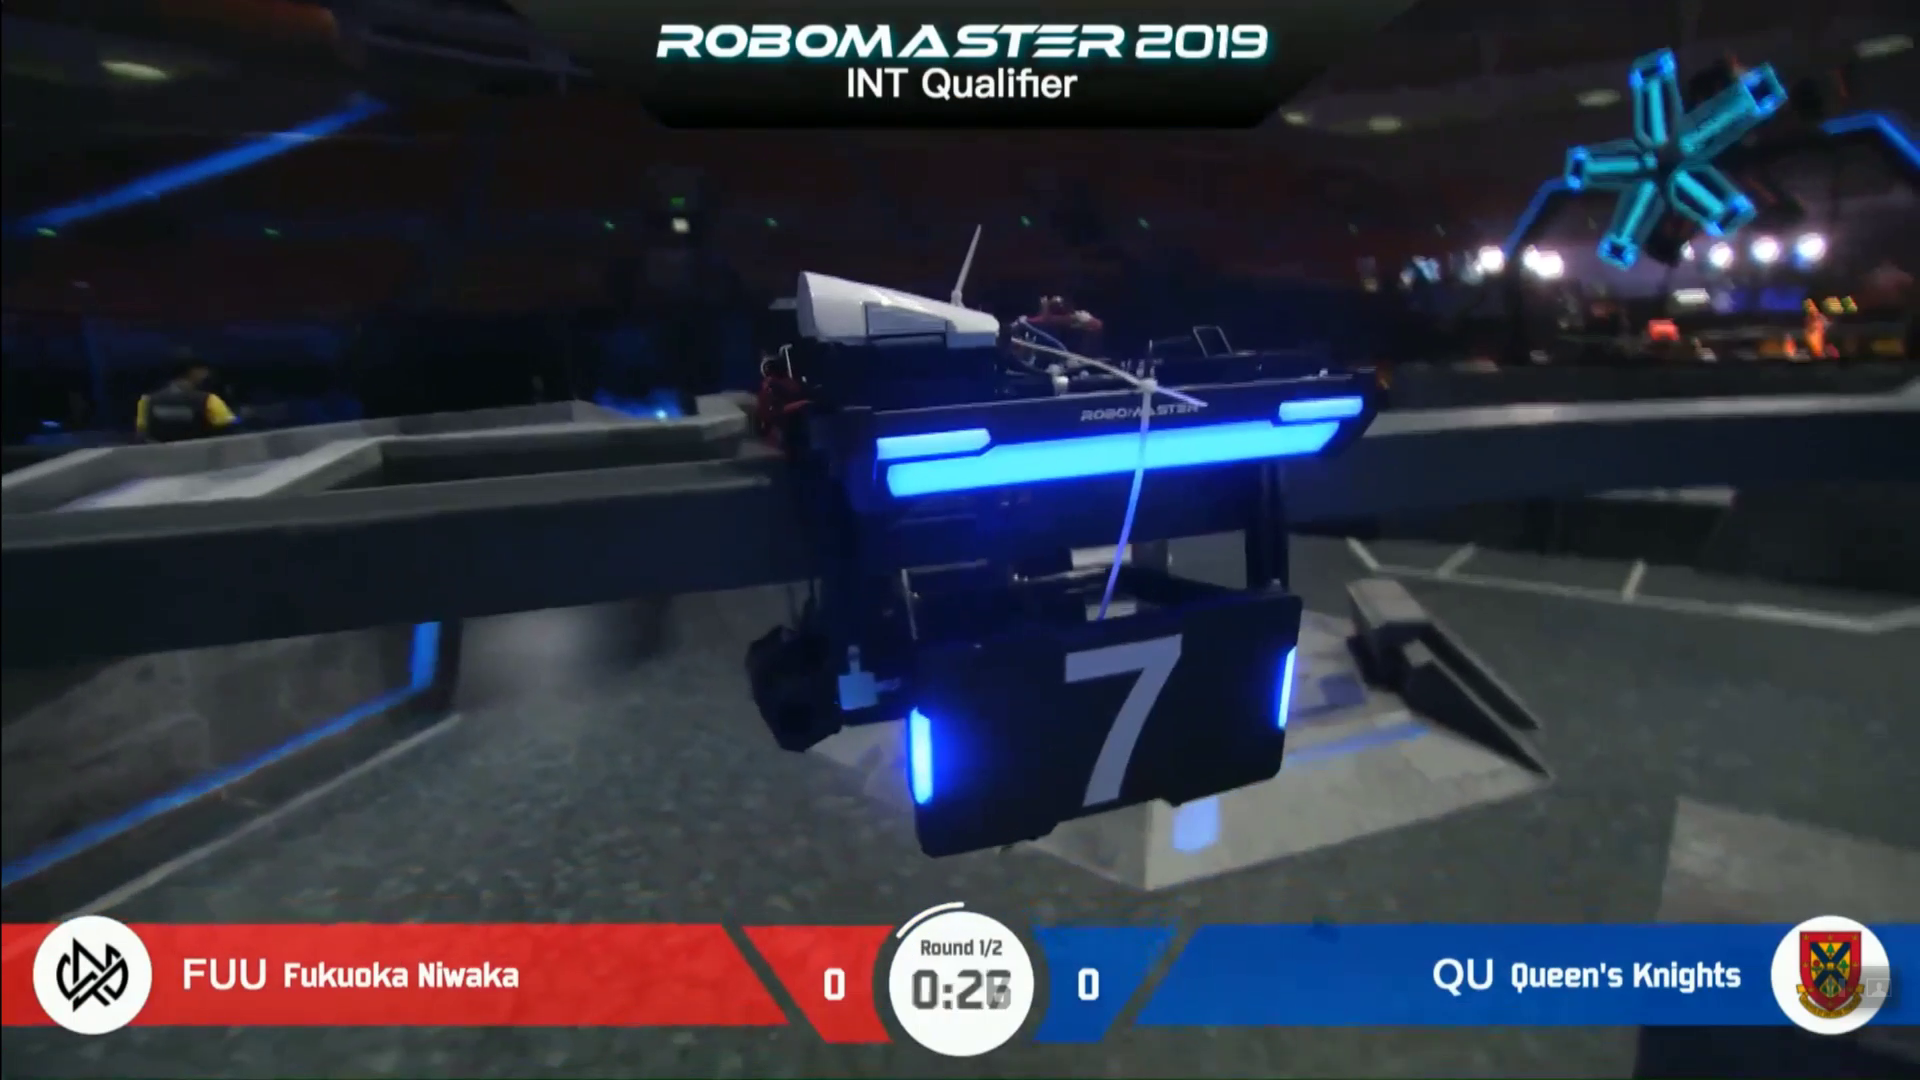 ROBOMASTER 2019
INT Qualifier
ROBOMASTER
7
FUU Fukuoka Niwaka
0
Round 1/2
0
QU Queen's Knights